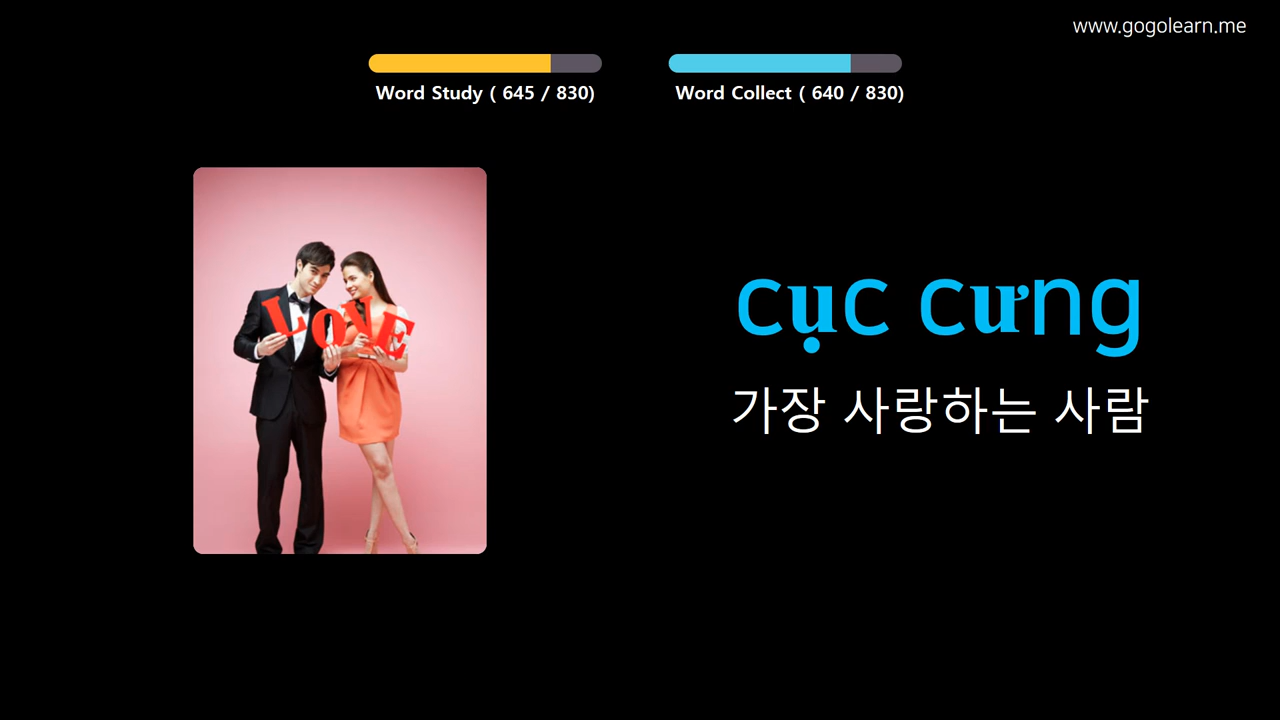 www.gogolearn.me
Word Study ( 645 / 830)
Word Collect ( 640 / 830)
LOVE
cục cưng
가장 사랑하는 사람